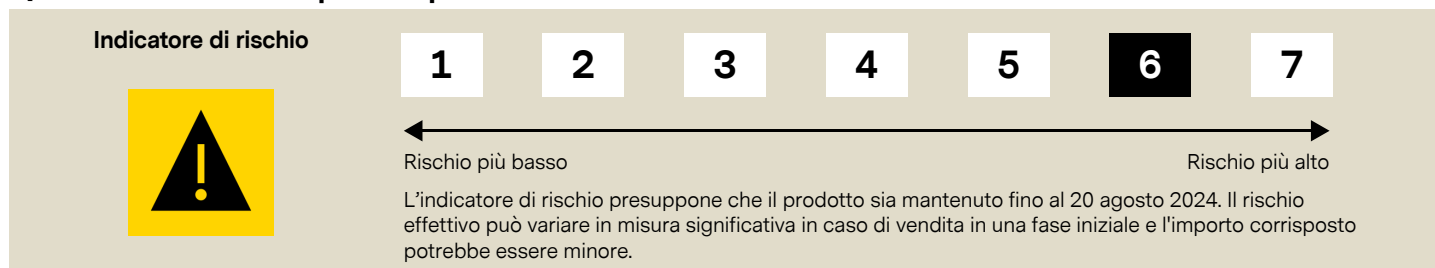 Indicatore di rischio
1 2 3 4 5 6 7
Rischio più basso
Rischio più alto
L'indicatore di rischio presuppone che il prodotto sia mantenuto fino al 20 agosto 2024. Il rischio
effettivo può variare in misura significativa in caso di vendita in una fase iniziale e l'importo corrisposto
potrebbe essere minore.